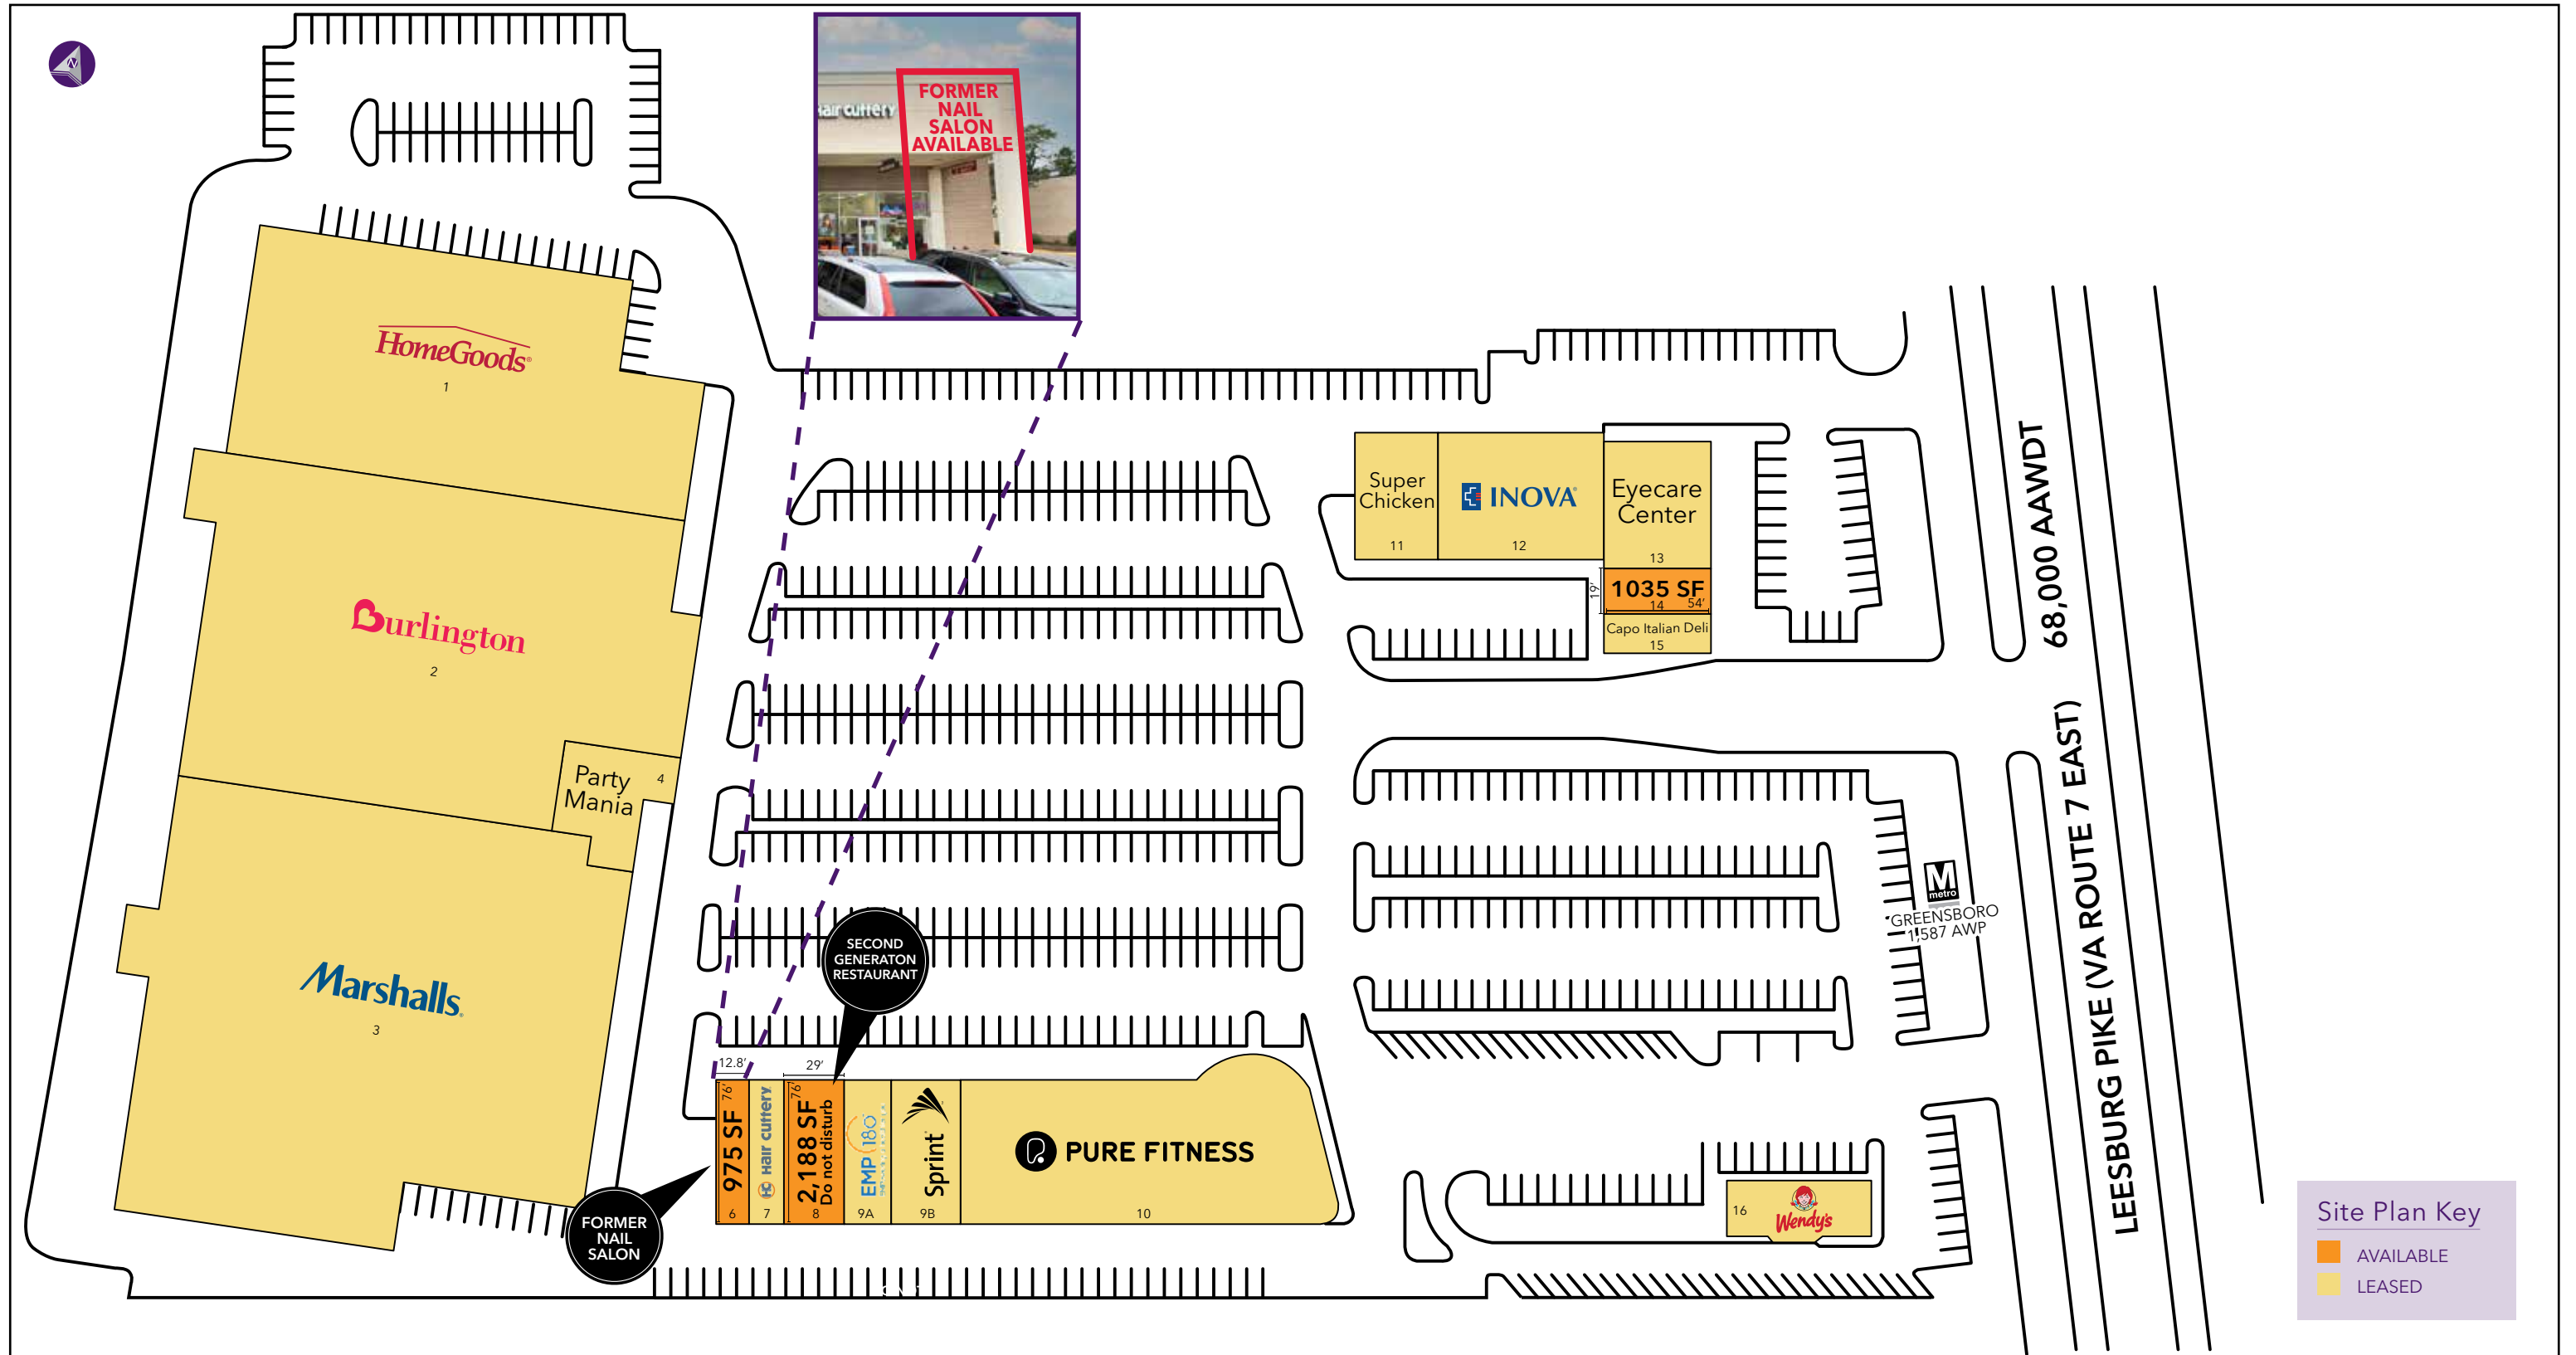 N
Hair Cuttery
FORMER
NAIL
SALON
AVAILABLE
HomeGoods®
1
Burlington
2
Party
Mania
4
Marshalls®
3
Super
Chicken
11
INOVA®
12
Eyecare
Center
13
19'
1035 SF
14
54'
Capo Italian Deli
15
68,000 AAWDT
LEESBURG PIKE (VA ROUTE 7 EAST)
M
metro
GREENSBORO
1,587 AWP
SECOND
GENERATON
RESTAURANT
12.8'
29'
76'
975 SF
6
HC Hair Cuttery
7
76'
2,188 SF
Do not disturb
8
EMP180°
9A
Sprint
9B
PURE FITNESS
10
FORMER
NAIL
SALON
16
Wendy's
Site Plan Key
AVAILABLE
LEASED